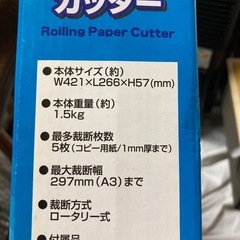 カッター
Rolling Paper Cutter
●本体サイズ(約)
W421×L266×H57(mm)
●本体重量(約)
1.5kg
●最多裁断枚数
5枚(コピー用紙/1mm厚まで)
●最大裁断幅
297mm(A3)まで
●裁断方式
ロータリー式
●付属品